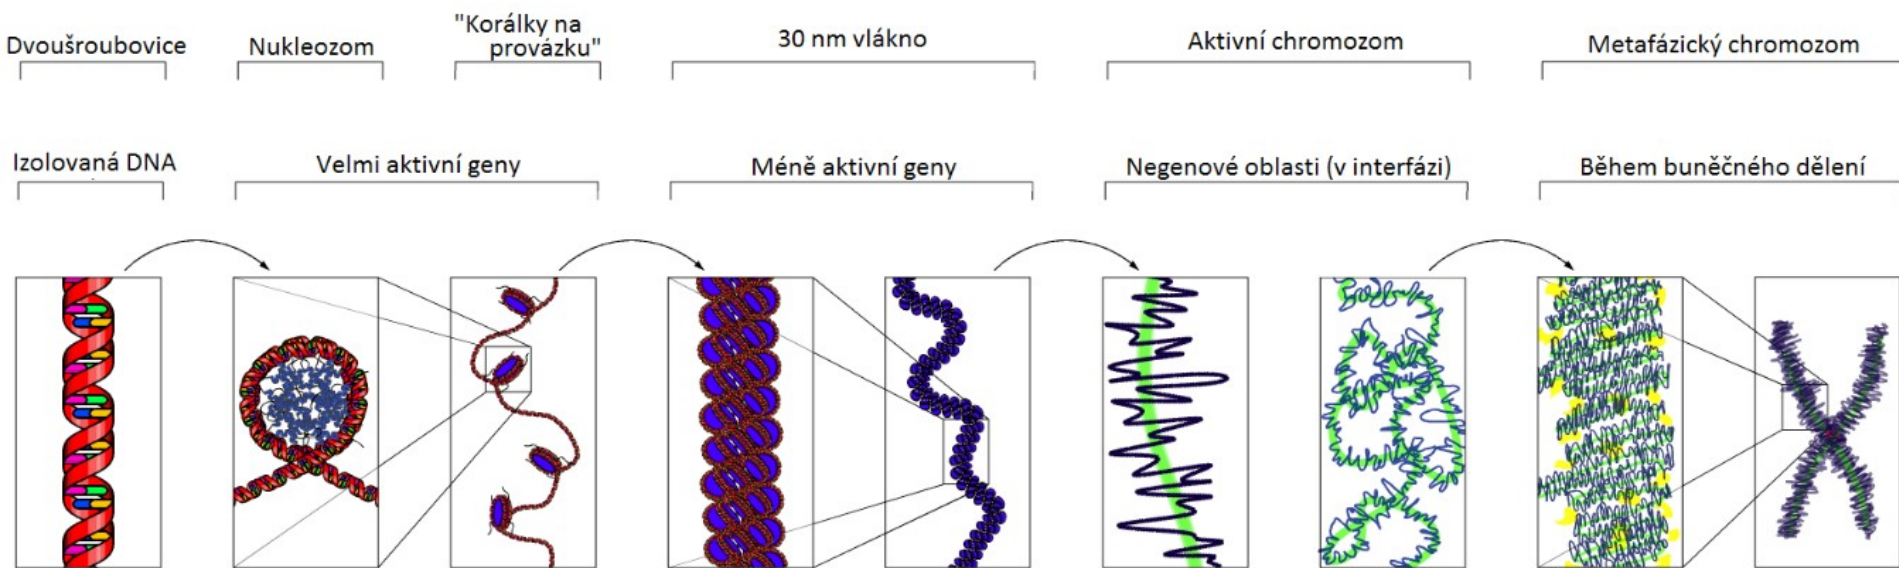 Dvoušroubovice
Nukleozom
"Korálky na
provázku"
30 nm vlákno
Aktivní chromozom
Metafázický chromozom
Izolovaná DNA
Velmi aktivní geny
Méně aktivní geny
Negenové oblasti (v interfázi)
Během buněčného dělení